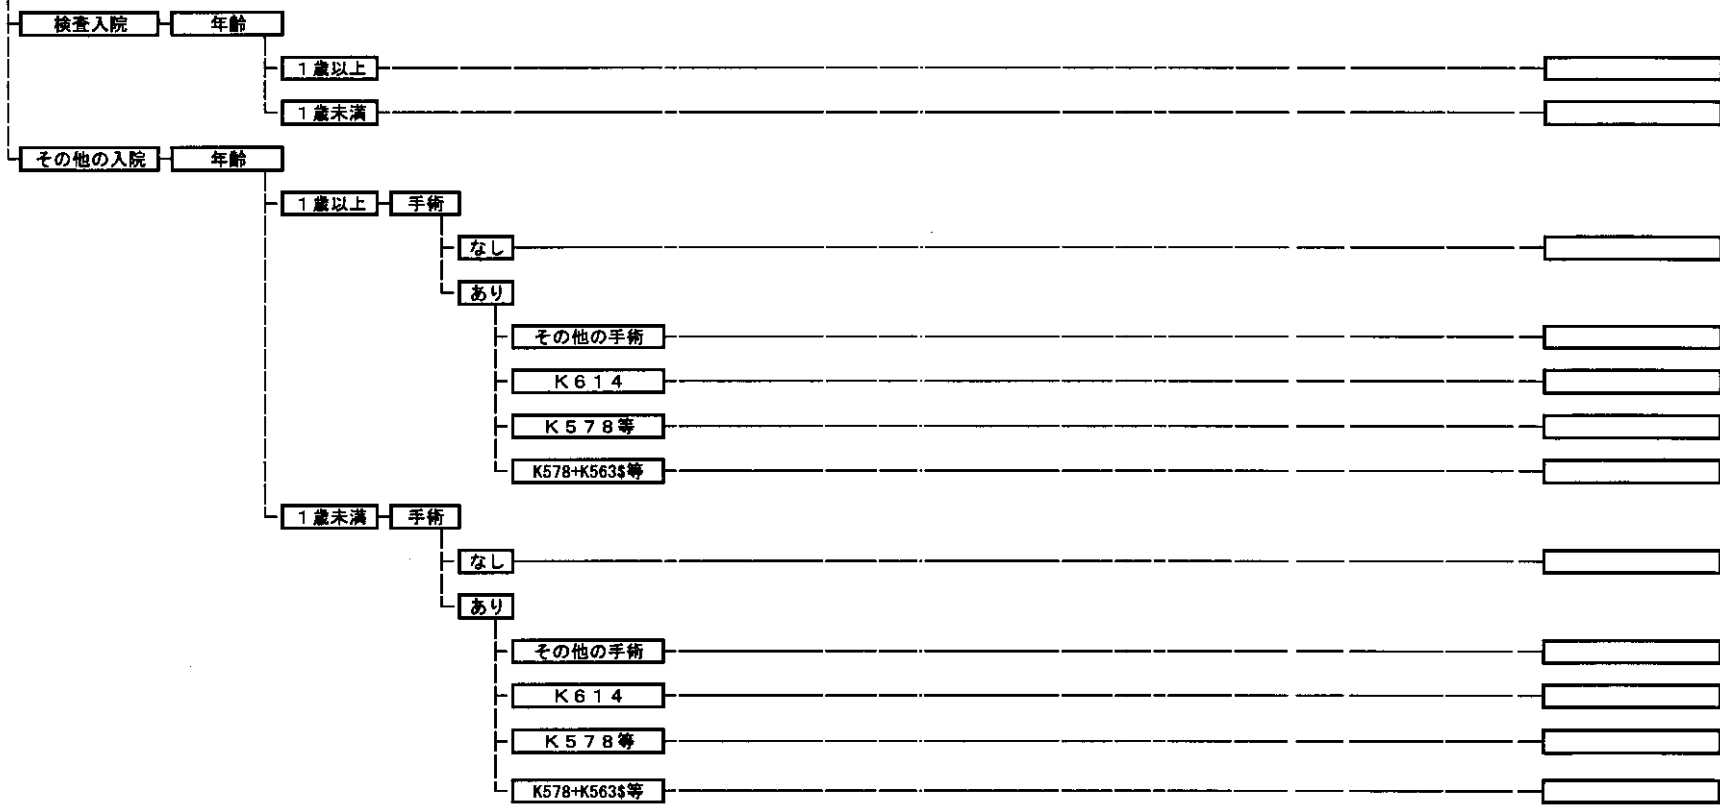 検査入院 年齢
1歳以上
1歳未満
その他の入院 年齢
1歳以上 手術
なし
あり
その他の手術
K614
K578等
K578+K563$等
1歳未満 手術
なし
あり
その他の手術
K614
K578等
K578+K563$等